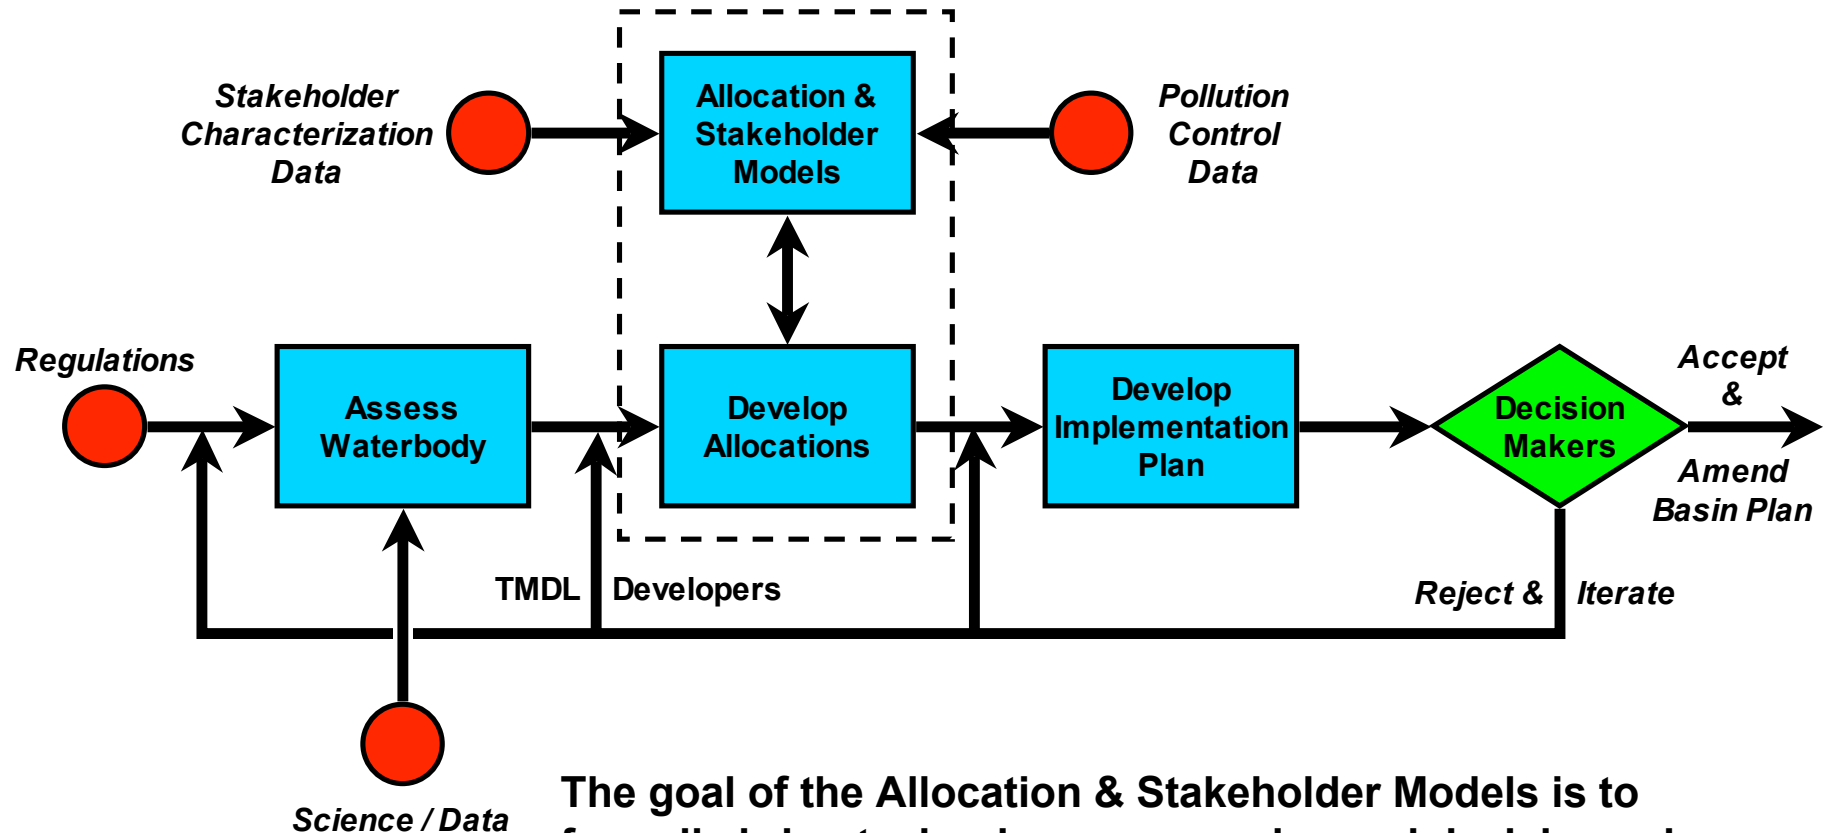 Stakeholder
Characterization
Data
Allocation &
Stakeholder
Models
Pollution
Control
Data
Regulations
Assess
Waterbody
Develop
Allocations
Develop
Implementation
Plan
Decision
Makers
Accept
&
Amend
Basin Plan
TMDL Developers
Reject & Iterate
Science / Data
The goal of the Allocation & Stakeholder Models is to